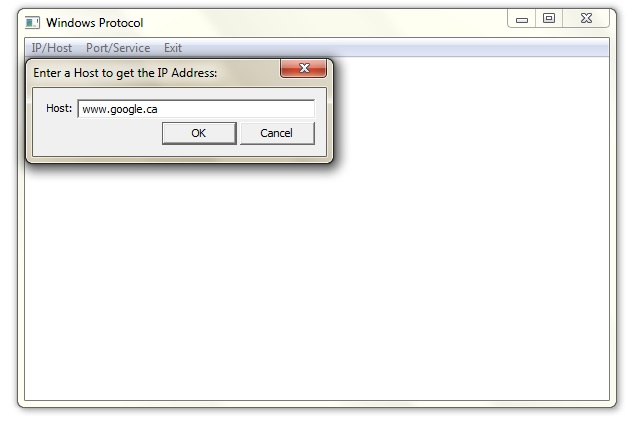 Windows Protocol
IP/Host Port/Service Exit
Enter a Host to get the IP Address:
Host: www.google.ca
OK Cancel